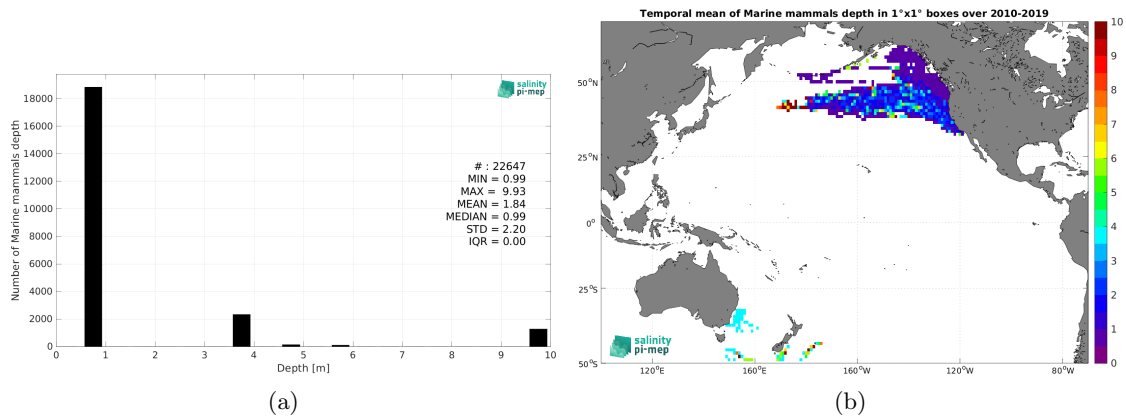 salinity
pi-mep
18000
16000
14000
12000
10000
8000
6000
4000
2000
0
Number of Marine mammals depth
# : 22647
MIN = 0.99
MAX = 9.93
MEAN = 1.84
MEDIAN = 0.99
STD = 2.20
IQR = 0.00
0 1 2 3 4 5 6 7 8 9 10
Depth [m]
(a)
Temporal mean of Marine mammals depth in 1°x1° boxes over 2010-2019
50°N
25°N
0°
25°S
50°S
120°E 160°E 160°W 120°W 80°W
salinity
pi-mep
10
9
8
7
6
5
4
3
2
1
0
(b)